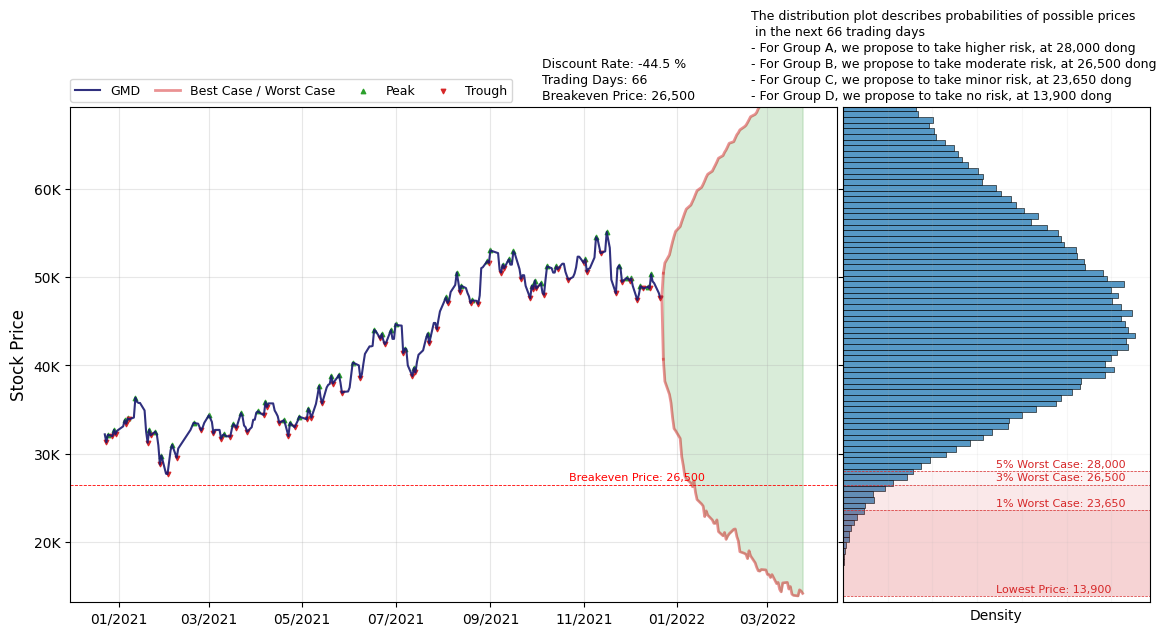 The distribution plot describes probabilities of possible prices
in the next 66 trading days
- For Group A, we propose to take higher risk, at 28,000 dong
- For Group B, we propose to take moderate risk, at 26,500 dong
- For Group C, we propose to take minor risk, at 23,650 dong
- For Group D, we propose to take no risk, at 13,900 dong
Discount Rate: -44.5 %
Trading Days: 66
Breakeven Price: 26,500
GMD Best Case / Worst Case Peak Trough
Stock Price
60K
50K
40K
30K
20K
Breakeven Price: 26,500
01/2021 03/2021 05/2021 07/2021 09/2021 11/2021 01/2022 03/2022
5% Worst Case: 28,000
3% Worst Case: 26,500
1% Worst Case: 23,650
Lowest Price: 13,900
Density